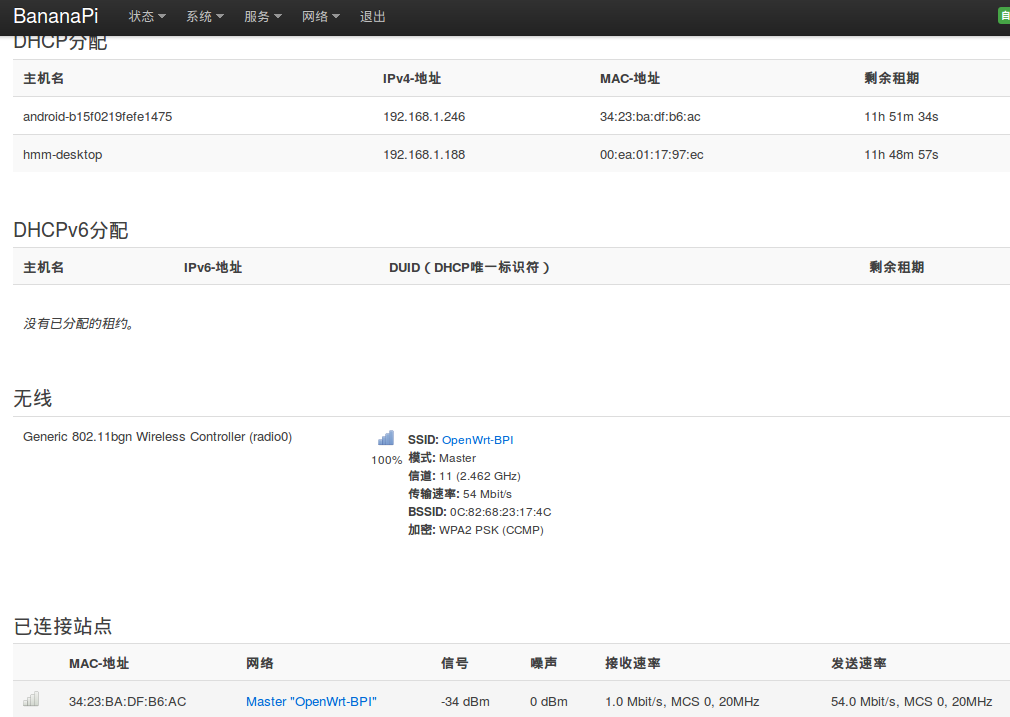 BananaPi 状态 系统 服务 网络 退出 自
DHCP分配
主机名 IPv4-地址 MAC-地址 剩余租期
android-b15f0219fefe1475 192.168.1.246 34:23:ba:df:b6:ac 11h 51m 34s
hmm-desktop 192.168.1.188 00:ea:01:17:97:ec 11h 48m 57s
DHCPv6分配
主机名 IPv6-地址 DUID（DHCP唯一标识符） 剩余租期
没有已分配的租约。
无线
Generic 802.11bgn Wireless Controller (radio0)
100%
SSID: OpenWrt-BPI
模式: Master
信道: 11 (2.462 GHz)
传输速率: 54 Mbit/s
BSSID: 0C:82:68:23:17:4C
加密: WPA2 PSK (CCMP)
已连接站点
MAC-地址 网络 信号 噪声 接收速率 发送速率
34:23:BA:DF:B6:AC Master "OpenWrt-BPI" -34 dBm 0 dBm 1.0 Mbit/s, MCS 0, 20MHz 54.0 Mbit/s, MCS 0, 20MHz